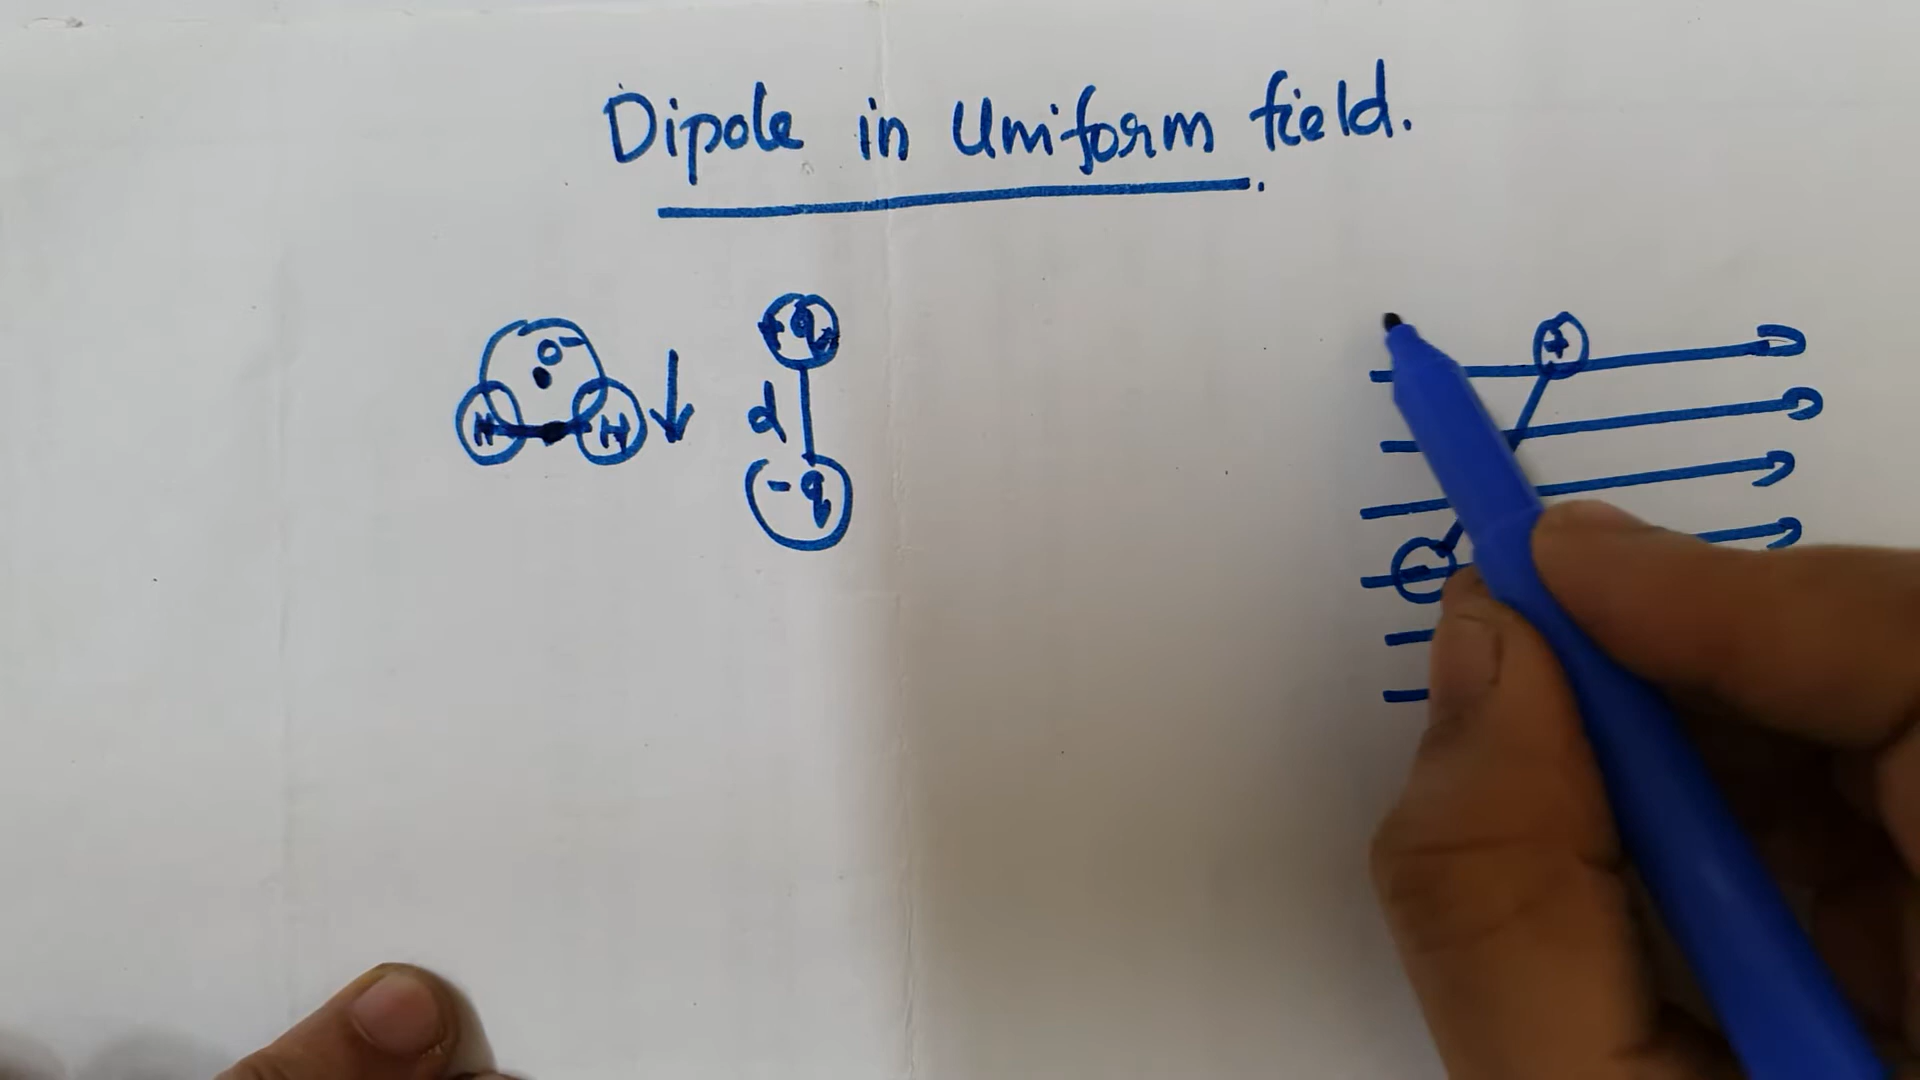 Dipole in Uniform field.
O-
H H
+q
d
-q
+
-